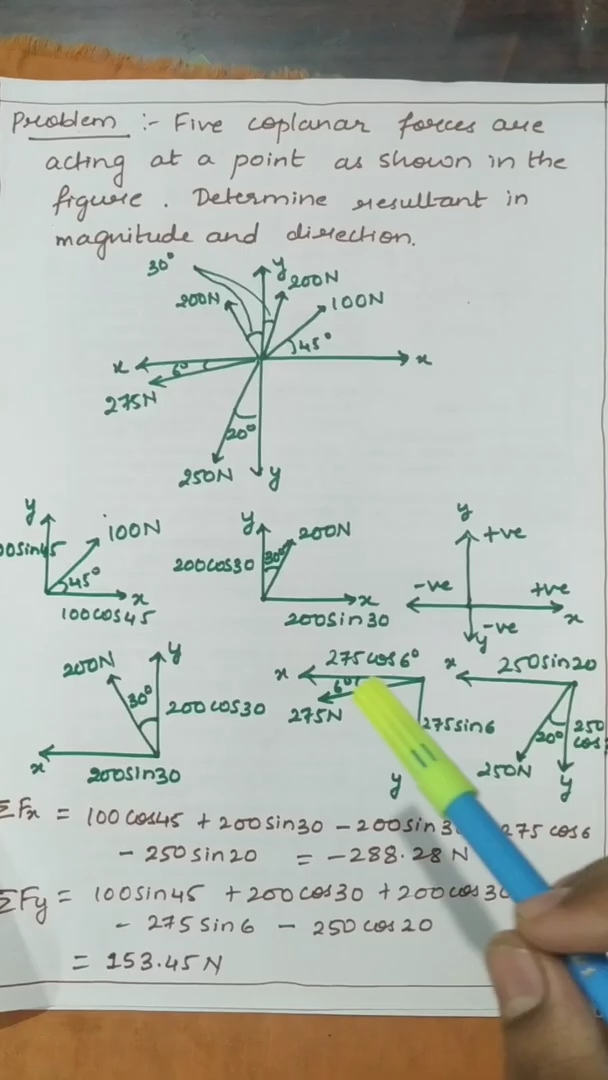 Problem :- Five coplanar forces are
acting at a point as shown in the
figure. Determine resultant in
magnitude and direction.
30° y
200N 200N 100N
45°
x 6° x
275N
20°
250N y
y 100N
45°
x
100cos45
y 200N
200cos30 30°
x
200sin30
y
+ve
-ve +ve
x
-ve
y
200N y
30° 200cos30
x
200sin30
275cos6°
x
6°
275N 275sin6
y
x 250sin20
20° 250
250N
y
ΣFx = 100cos45 + 200sin30 - 275cos6
- 250sin20 = -288.28N
ΣFy = 100sin45 + 200cos30 + 200cos30
- 275sin6 - 250cos20
= 153.45N